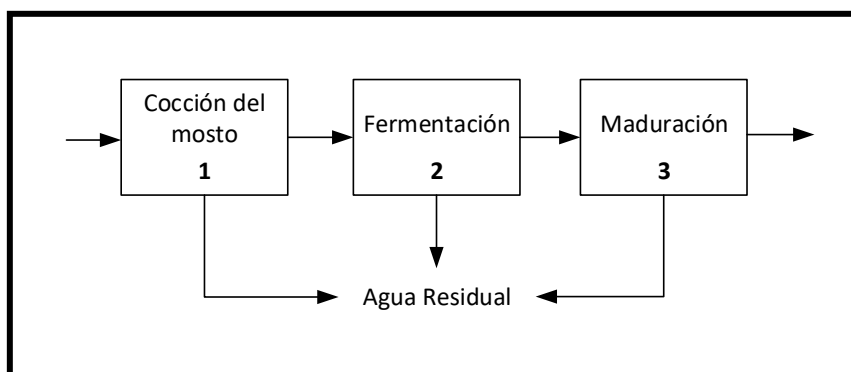 Cocción del
mosto
1
Fermentación
2
Maduración
3
Agua Residual